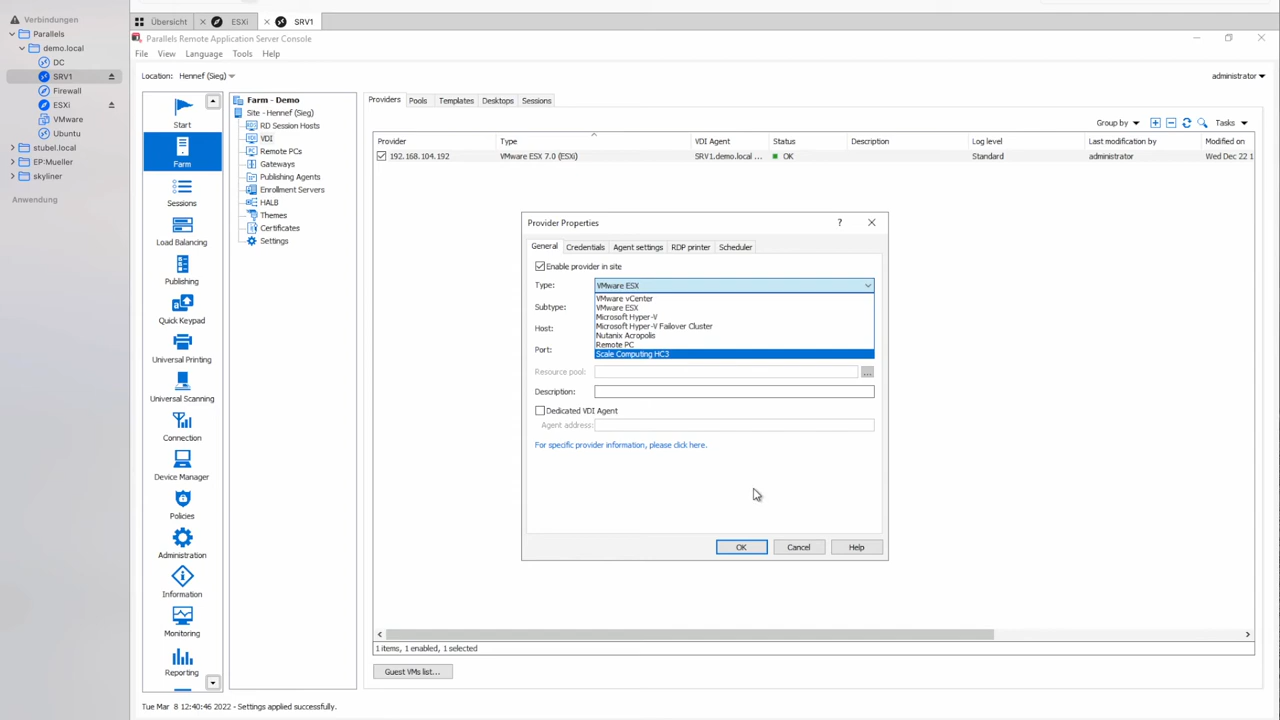 Verbindungen
Parallels
demo.local
DC
SRV1
Firewall
ESXi
VMware
Ubuntu
stubel.local
EP:Mueller
skyliner
Anwendung
Übersicht
ESXi
SRV1
Parallels Remote Application Server Console
File View Language Tools Help
Location: Hennef (Sieg)
administrator
Start
Farm
Sessions
Load Balancing
Publishing
Quick Keypad
Universal Printing
Universal Scanning
Connection
Device Manager
Policies
Administration
Information
Monitoring
Reporting
Farm - Demo
Site - Hennef (Sieg)
RD Session Hosts
VDI
Remote PCs
Gateways
Publishing Agents
Enrollment Servers
HALB
Themes
Certificates
Settings
Providers Pools Templates Desktops Sessions
Group by Tasks
Provider Type VDI Agent Status Description Log level Last modification by Modified on
192.168.104.192 VMware ESX 7.0 (ESXi) SRV1.demo.local ... OK Standard administrator Wed Dec 22 1
Provider Properties ?
General Credentials Agent settings RDP printer Scheduler
Enable provider in site
Type: VMware ESX
VMware vCenter
VMware ESX
Microsoft Hyper-V
Microsoft Hyper-V Failover Cluster
Nutanix Acropolis
Remote PC
Scale Computing HC3
Subtype:
Host:
Port:
Resource pool: ...
Description:
Dedicated VDI Agent
Agent address:
For specific provider information, please click here.
OK Cancel Help
1 items, 1 enabled, 1 selected
Guest VMs list...
Tue Mar 8 12:40:46 2022 - Settings applied successfully.